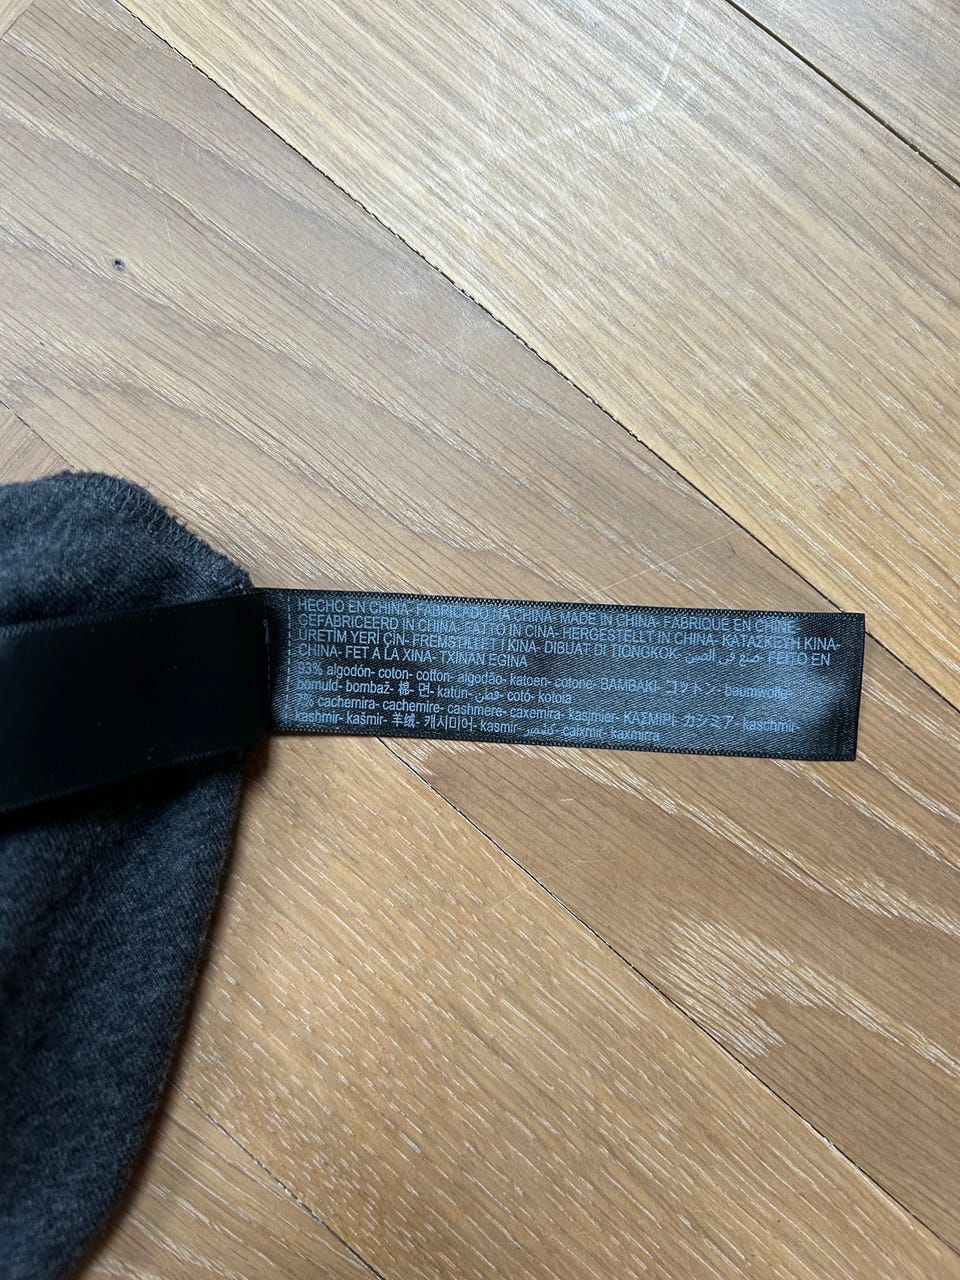 HECHO EN CHINA- FABRICADO NA CHINA- MADE IN CHINA- FABRIQUÉ EN CHINE-
GEFABRICEERD IN CHINA- FATTO IN CINA- HERGESTELLT IN CHINA- ΚΑΤΑΣΚΕΥΗ ΚΙΝΑ-
ÜRETİM YERİ ÇİN- FREMSTILLET I KINA- DIBUAT DI TIONGKOK- صنع في الصين- FEITO EN
CHINA- FET A LA XINA- TXINAN EGINA
93% algodón- coton- cotton- algodão- katoen- cotone- ΒΑΜΒΑΚΙ- コットン- baumwolle-
bomuld- bombaž- 棉- 면- katun- قطن- cotó- kotoia
7% cachemira- cachemire- cashmere- caxemira- kasjmier- ΚΑΣΜΙΡΙ- カシミア- kaschmir-
kashmir- kašmir- 羊绒- 캐시미어- kasmir- كشمير- caixmir- kaxmirra